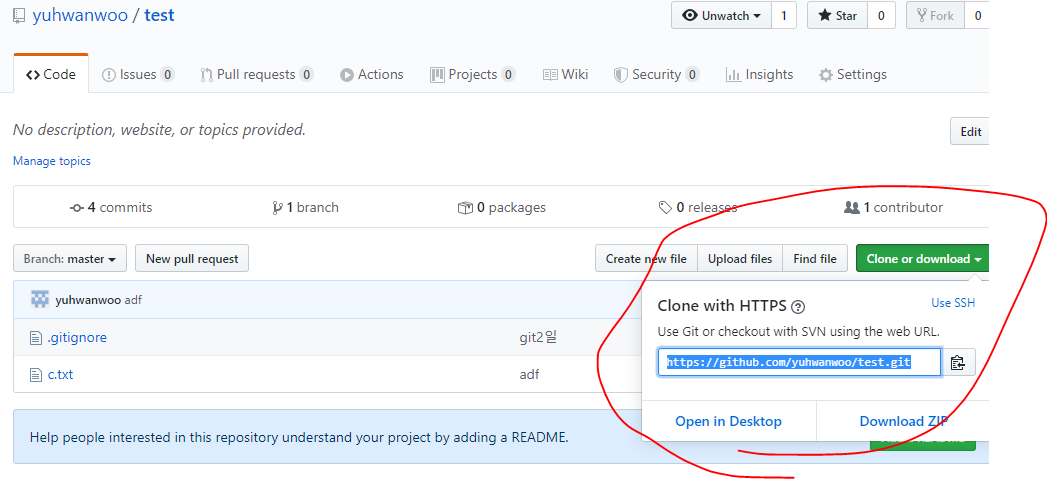 yuhwanwoo / test
Unwatch 1 Star 0 Fork 0
Code Issues 0 Pull requests 0 Actions Projects 0 Wiki Security 0 Insights Settings
No description, website, or topics provided.
Edit
Manage topics
4 commits 1 branch 0 packages 0 releases 1 contributor
Branch: master New pull request Create new file Upload files Find file Clone or download
yuhwanwoo adf
.gitignore git2일
c.txt adf
Clone with HTTPS ?
Use SSH
Use Git or checkout with SVN using the web URL.
https://github.com/yuhwanwoo/test.git
Open in Desktop Download ZIP
Help people interested in this repository understand your project by adding a README.